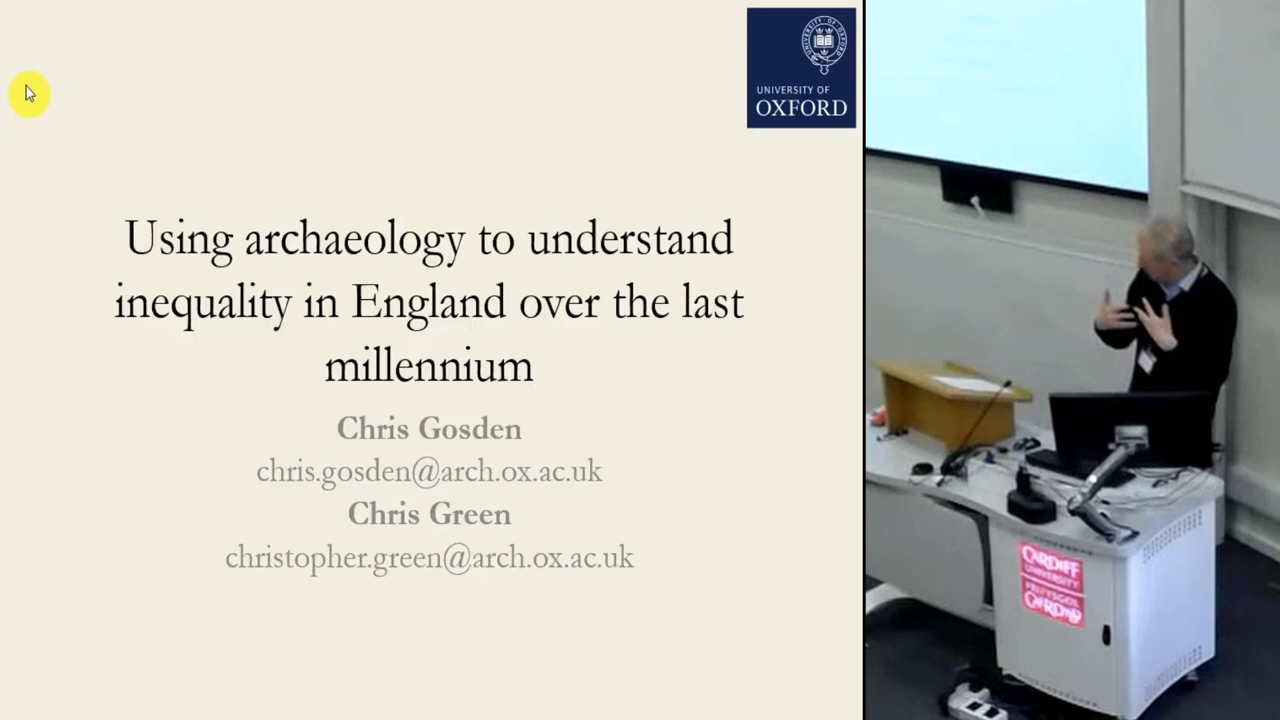 UNIVERSITY OF
OXFORD
Using archaeology to understand
inequality in England over the last
millennium
Chris Gosden
chris.gosden@arch.ox.ac.uk
Chris Green
christopher.green@arch.ox.ac.uk
CARDIFF
UNIVERSITY
PRIFYSGOL
CAERDYDD